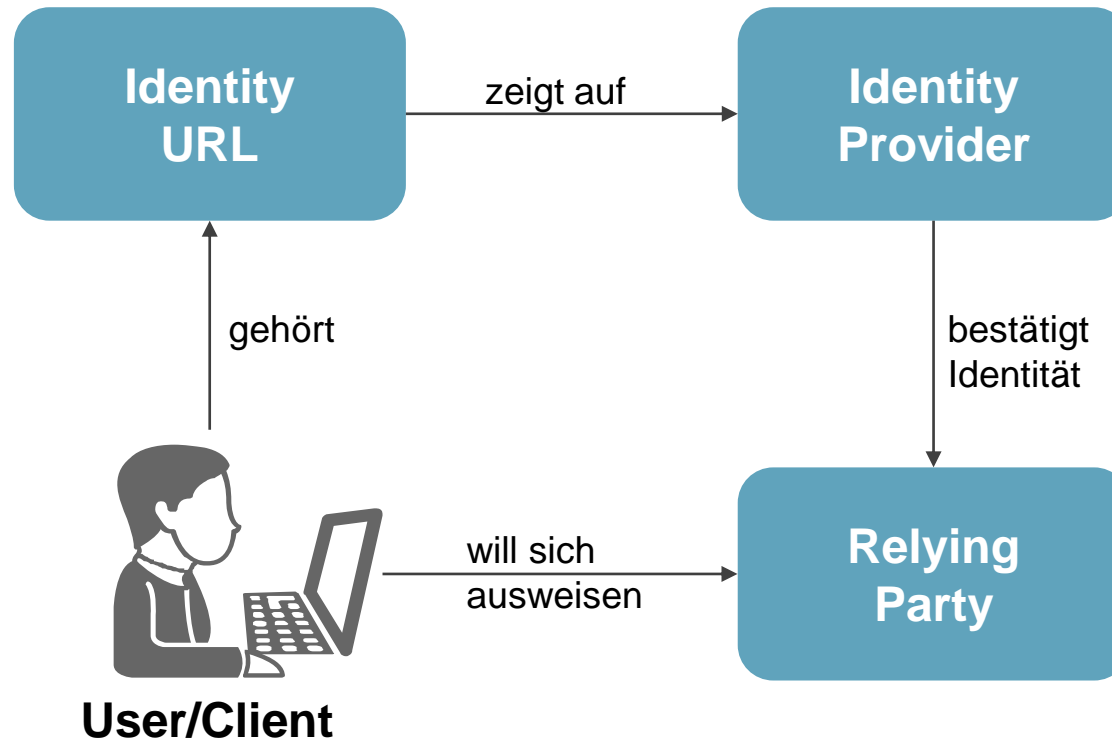 Identity
URL
zeigt auf
Identity
Provider
gehört
bestätigt
Identität
will sich
ausweisen
Relying
Party
User/Client